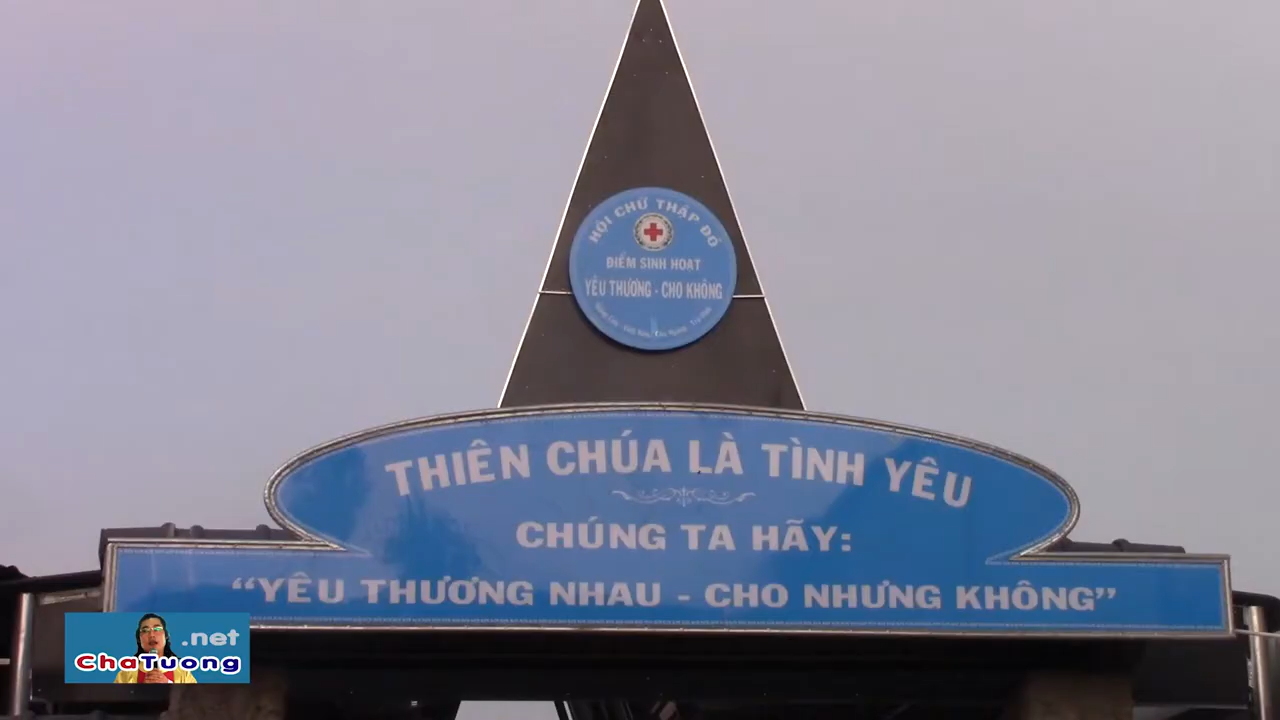 HỘI CHỮ THẬP ĐỎ
ĐIỂM SINH HOẠT
YÊU THƯƠNG - CHO KHÔNG
THIÊN CHÚA LÀ TÌNH YÊU
CHÚNG TA HÃY:
“YÊU THƯƠNG NHAU - CHO NHƯNG KHÔNG”
.net
ChaTuong